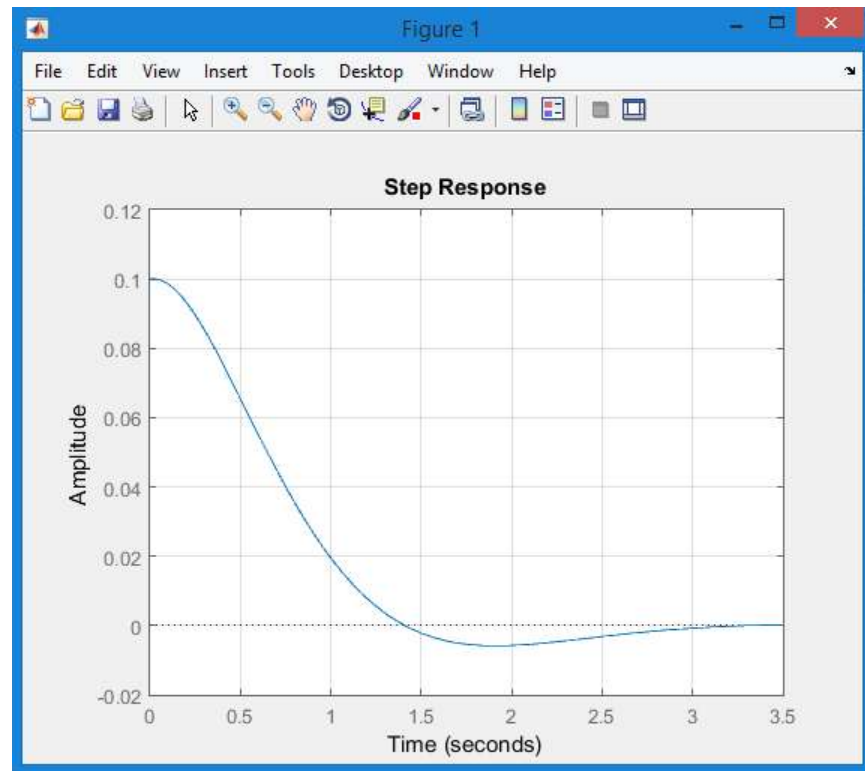 Figure 1
File Edit View Insert Tools Desktop Window Help
Step Response
0.12
0.1
0.08
0.06
0.04
0.02
0
-0.02
Amplitude
0 0.5 1 1.5 2 2.5 3 3.5
Time (seconds)